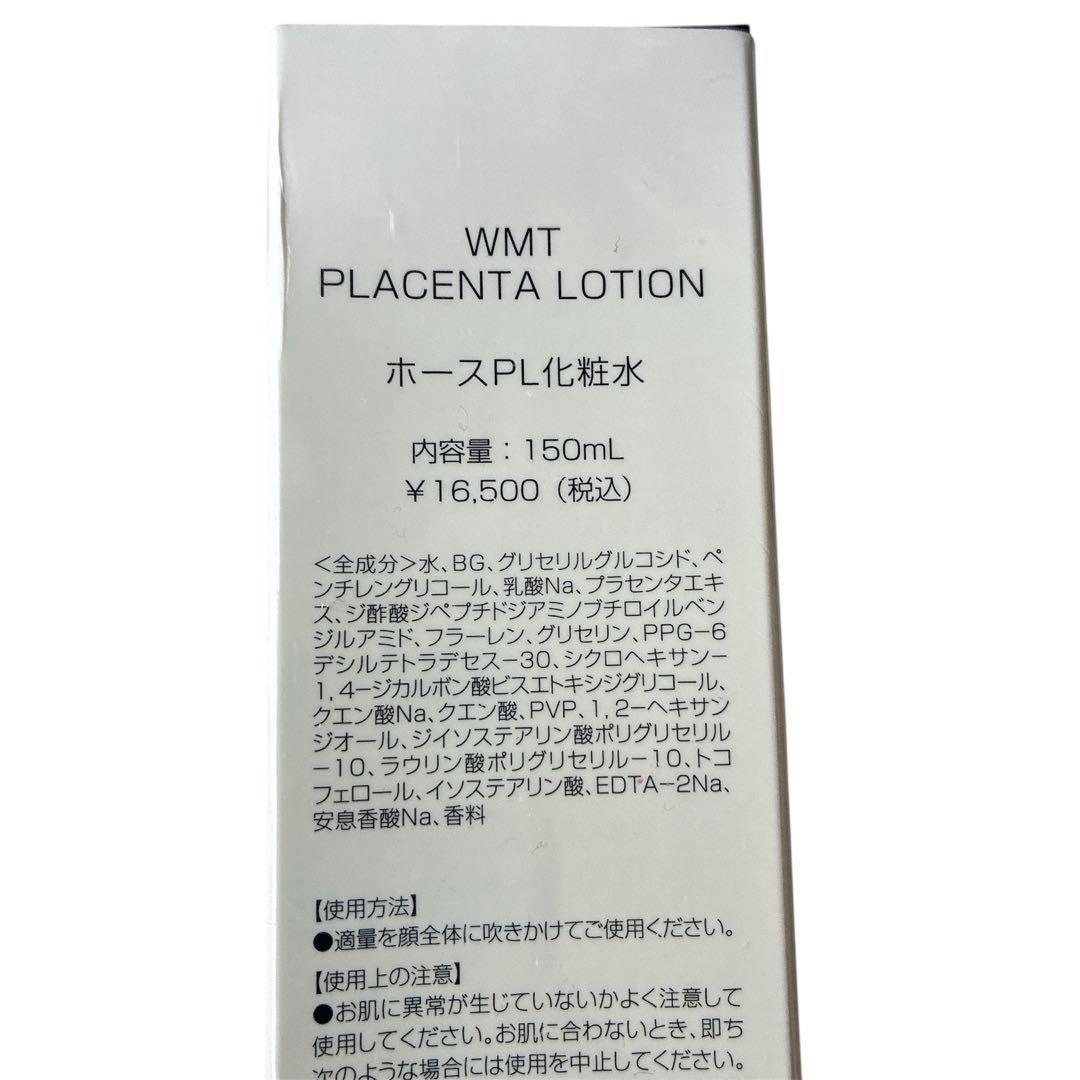 WMT
PLACENTA LOTION
ホースPL化粧水
内容量：150mL
￥16,500（税込）
＜全成分＞水、BG、グリセリルグルコシド、ペ
ンチレングリコール、乳酸Na、プラセンタエキ
ス、ジ酢酸ジペプチドジアミノブチロイルベン
ジルアミド、フラーレン、グリセリン、PPG−6
デシルテトラデセス−30、シクロヘキサン−
1,4−ジカルボン酸ビスエトキシジグリコール、
クエン酸Na、クエン酸、PVP、1,2−ヘキサン
ジオール、ジイソステアリン酸ポリグリセリル
−10、ラウリン酸ポリグリセリル−10、トコ
フェロール、イソステアリン酸、EDTA−2Na、
安息香酸Na、香料
【使用方法】
●適量を顔全体に吹きかけてご使用ください。
【使用上の注意】
●お肌に異常が生じていないかよく注意して
使用してください。お肌に合わないとき、即ち
次のような場合には使用を中止してください。